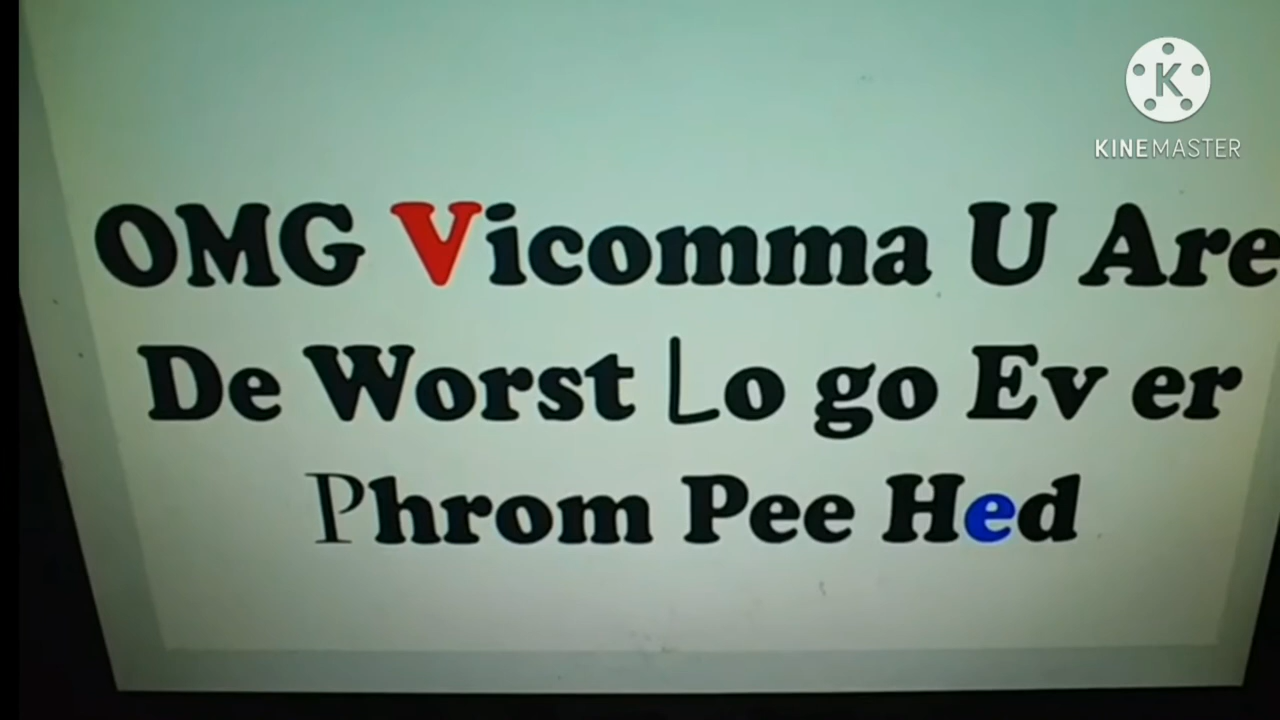 KINEMASTER
OMG Vicomma U Are
De Worst Lo go Ev er
Phrom Pee Hed